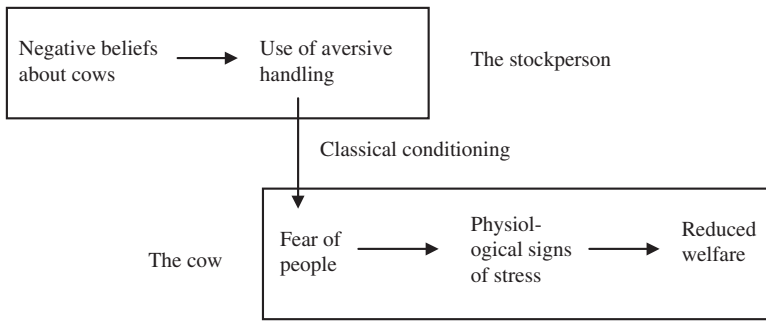 Negative beliefs
about cows
Use of aversive
handling
The stockperson
Classical conditioning
The cow
Fear of
people
Physiol-
ogical signs
of stress
Reduced
welfare